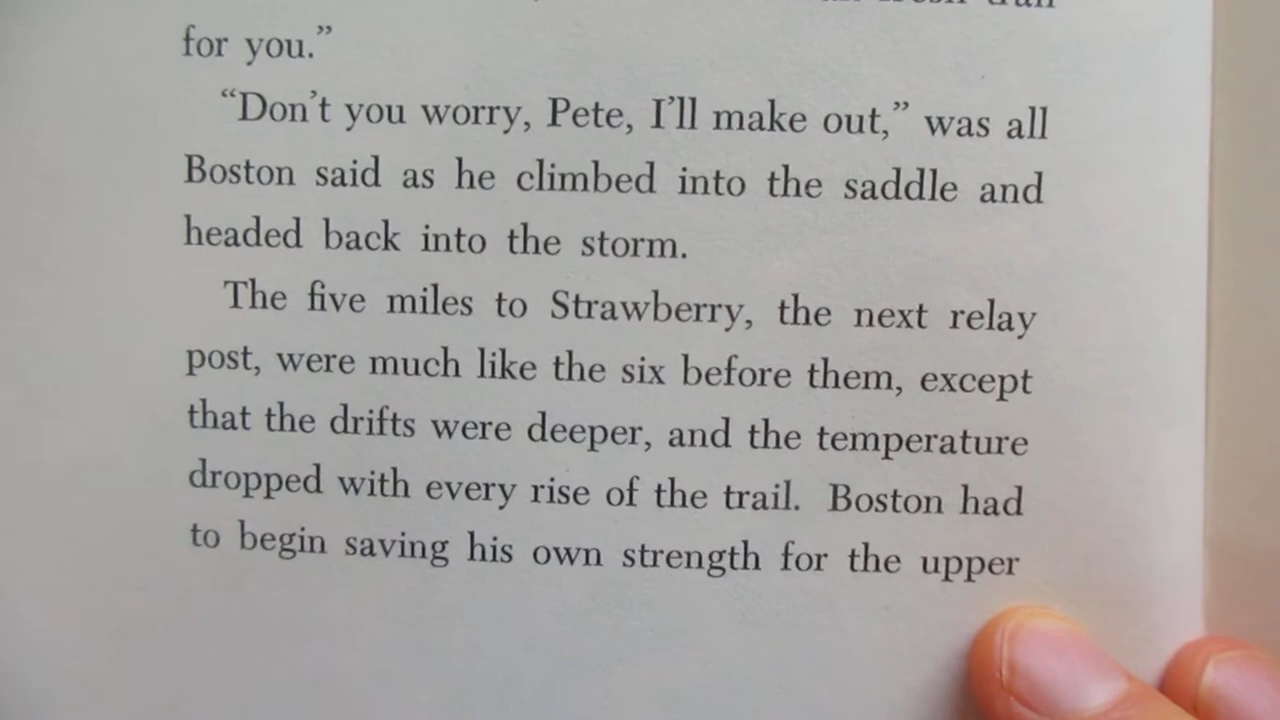 for you.”
“Don’t you worry, Pete, I’ll make out,” was all
Boston said as he climbed into the saddle and
headed back into the storm.
The five miles to Strawberry, the next relay
post, were much like the six before them, except
that the drifts were deeper, and the temperature
dropped with every rise of the trail. Boston had
to begin saving his own strength for the upper